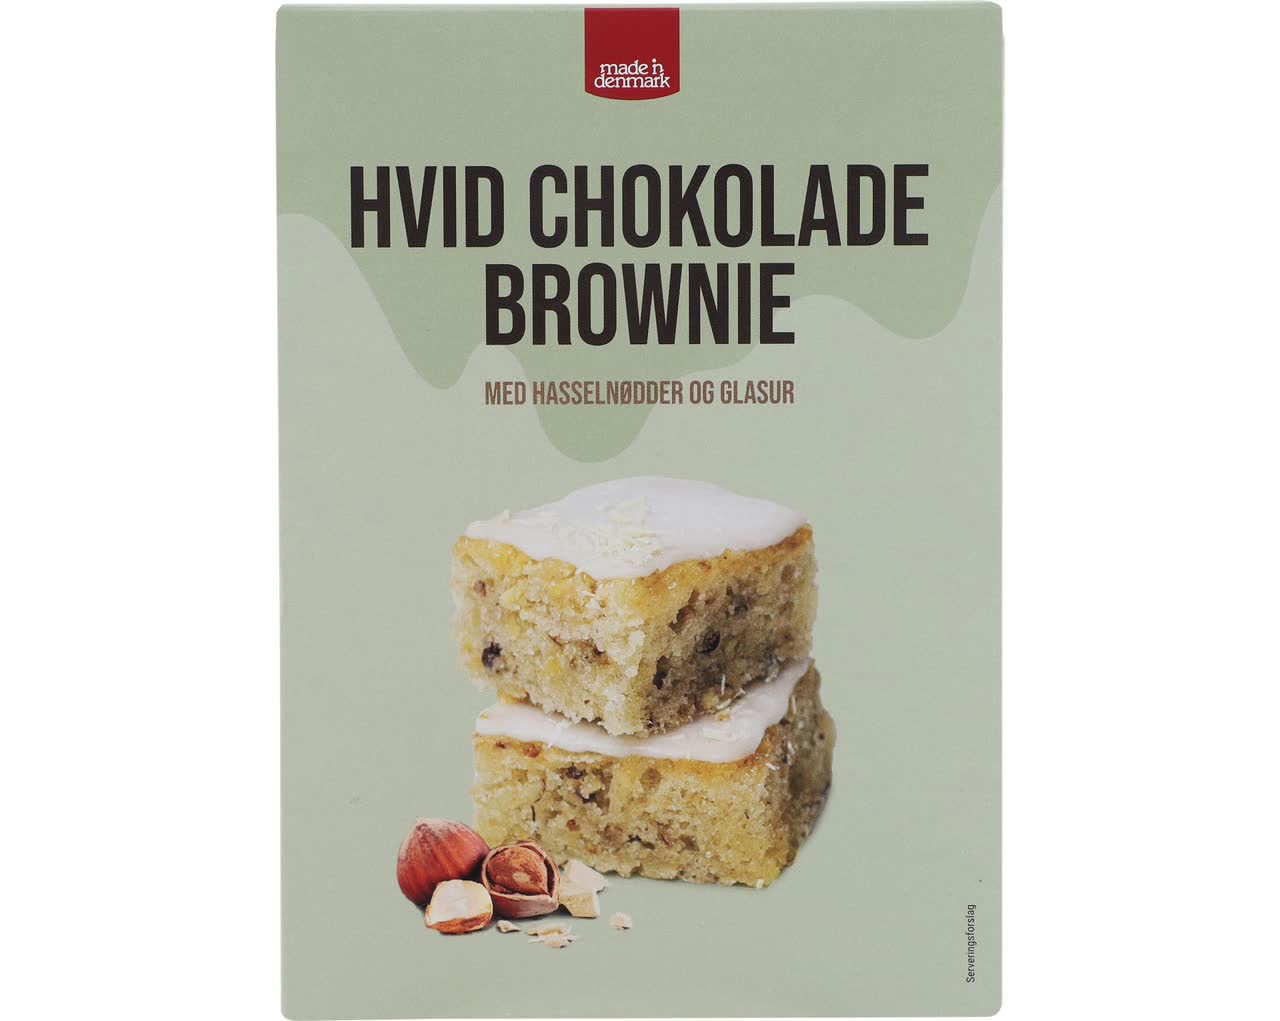 made in
denmark
HVID CHOKOLADE
BROWNIE
MED HASSELNØDDER OG GLASUR
Serveringsforslag